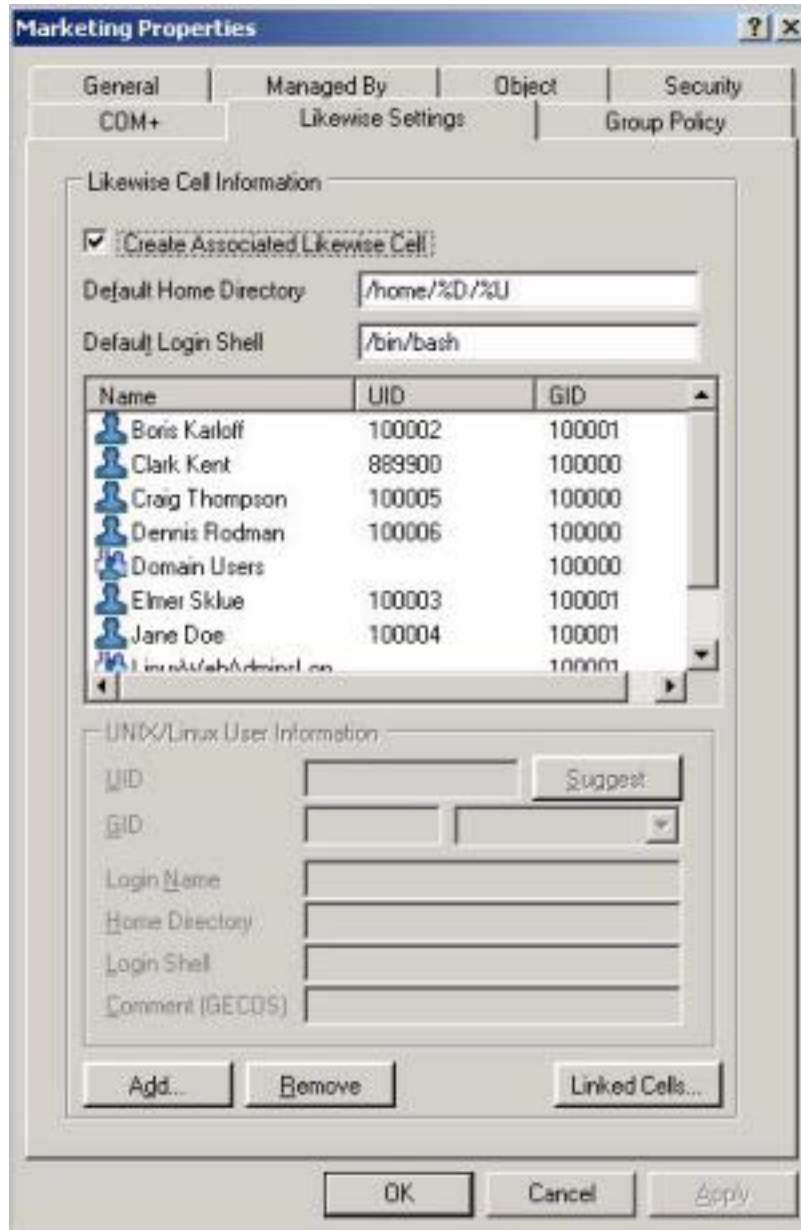 Marketing Properties
General Managed By Object Security
COM+ Likewise Settings Group Policy
Likewise Cell Information
Create Associated Likewise Cell
Default Home Directory /home/%D/%U
Default Login Shell /bin/bash
Name UID GID
Boris Karloff 100002 100001
Clark Kent 889900 100000
Craig Thompson 100005 100000
Dennis Rodman 100006 100000
Domain Users 100000
Elmer Sklue 100003 100001
Jane Doe 100004 100001
100001
UNIX/Linux User Information
UID Suggest
GID
Login Name
Home Directory
Login Shell
Comment (GECOS)
Add... Remove Linked Cells...
OK Cancel Apply